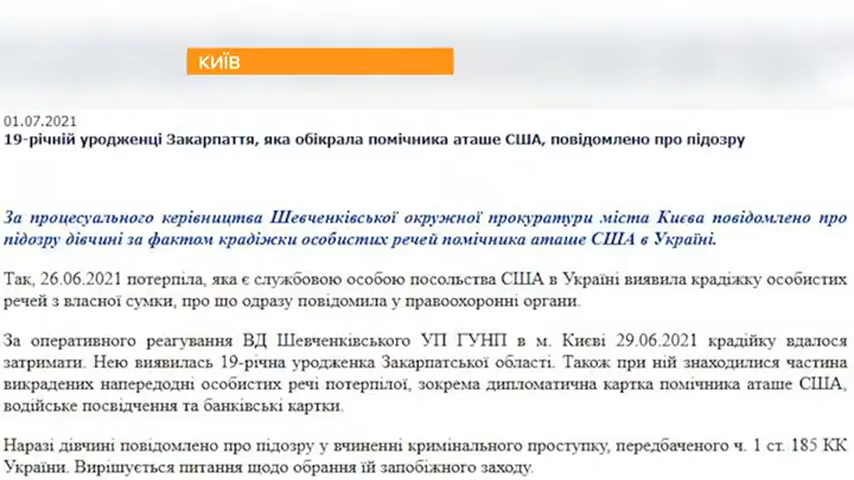 КИЇВ
01.07.2021
19-річній уродженці Закарпаття, яка обікрала помічника аташе США, повідомлено про підозру
За процесуального керівництва Шевченківської окружної прокуратури міста Києва повідомлено про
підозру дівчині за фактом крадіжки особистих речей помічника аташе США в Україні.
Так, 26.06.2021 потерпіла, яка є службовою особою посольства США в Україні виявила крадіжку особистих
речей з власної сумки, про що одразу повідомила у правоохоронні органи.
За оперативного реагування ВД Шевченківського УП ГУНП в м. Києві 29.06.2021 крадійку вдалося
затримати. Нею виявилась 19-річна уродженка Закарпатської області. Також при ній знаходилися частина
викрадених напередодні особистих речі потерпілої, зокрема дипломатична картка помічника аташе США,
водійське посвідчення та банківські картки.
Наразі дівчині повідомлено про підозру у вчиненні кримінального проступку, передбаченого ч. 1 ст. 185 КК
України. Вирішується питання щодо обрання їй запобіжного заходу.